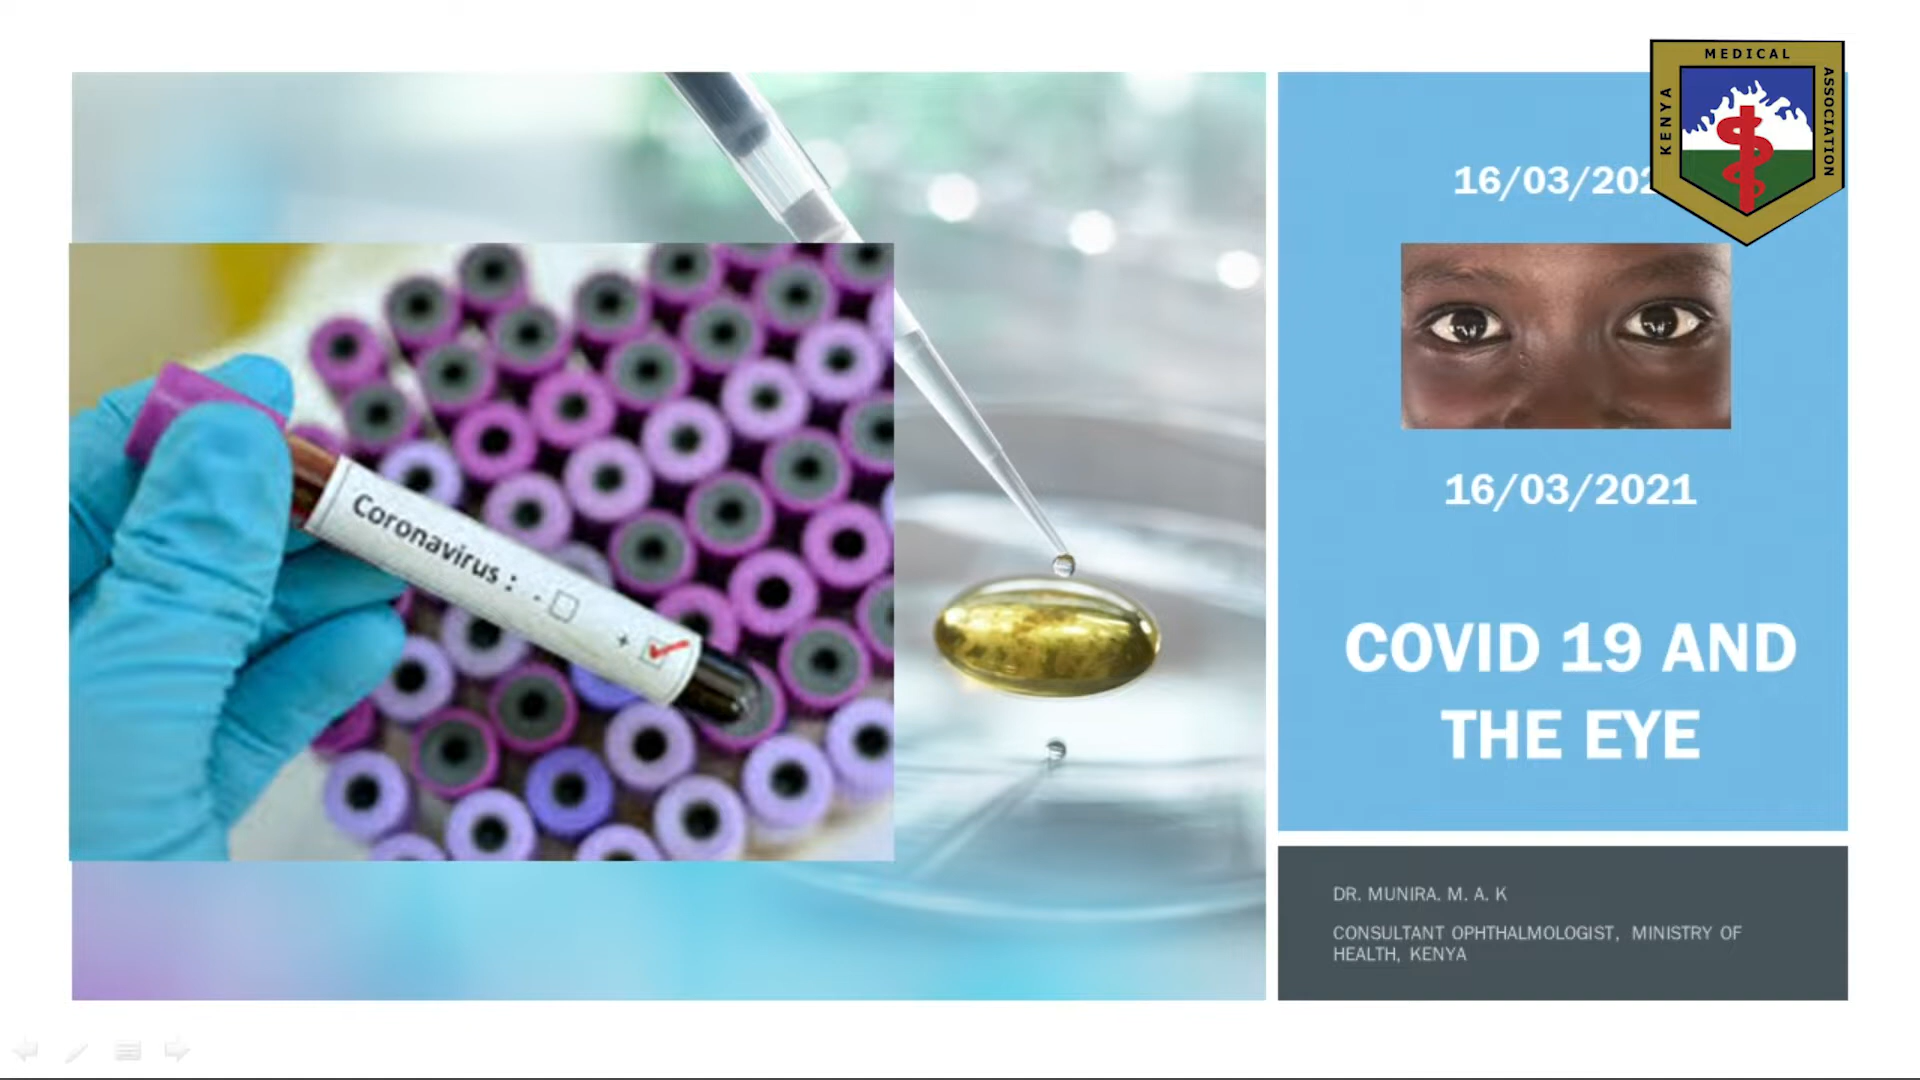 Coronavirus :
-
+
MEDICAL
KENYA
ASSOCIATION
16/03/202
16/03/2021
COVID 19 AND
THE EYE
DR. MUNIRA. M. A. K
CONSULTANT OPHTHALMOLOGIST, MINISTRY OF
HEALTH, KENYA